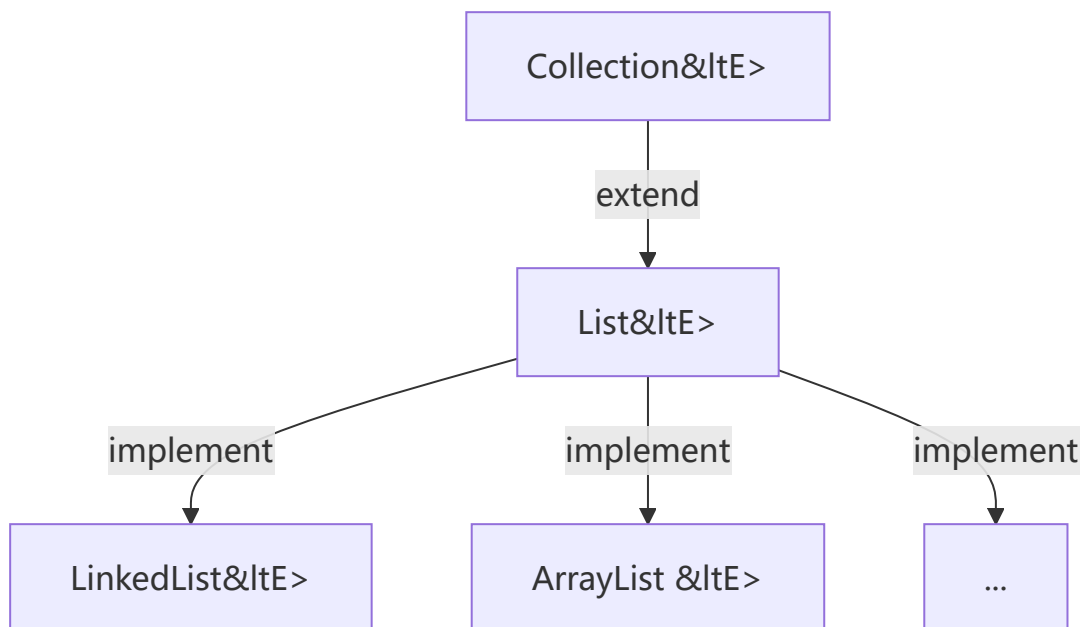 Collection&ltE>
extend
List&ltE>
implement
implement
implement
LinkedList&ltE>
ArrayList &ltE>
...